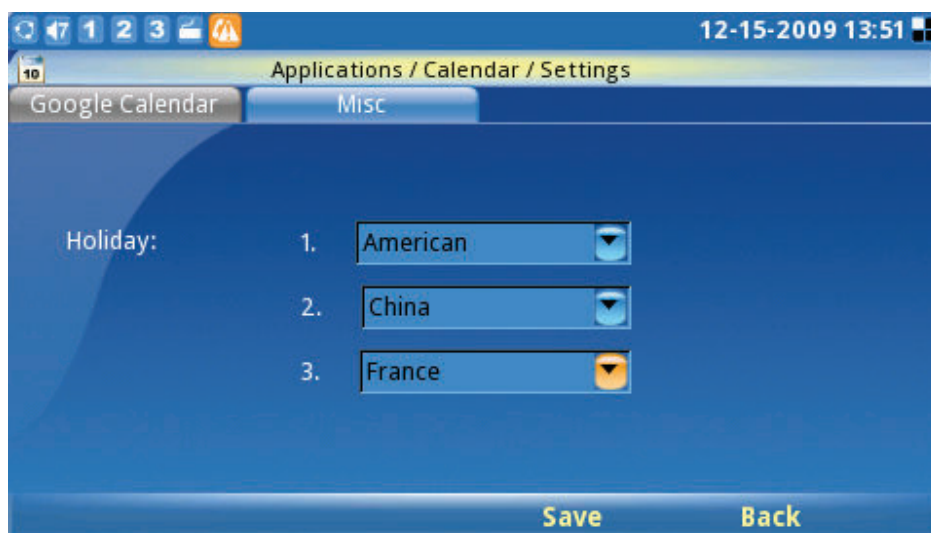 47 1 2 3 12-15-2009 13:51
10 Applications / Calendar / Settings
Google Calendar Misc
Holiday: 1. American
2. China
3. France
Save Back